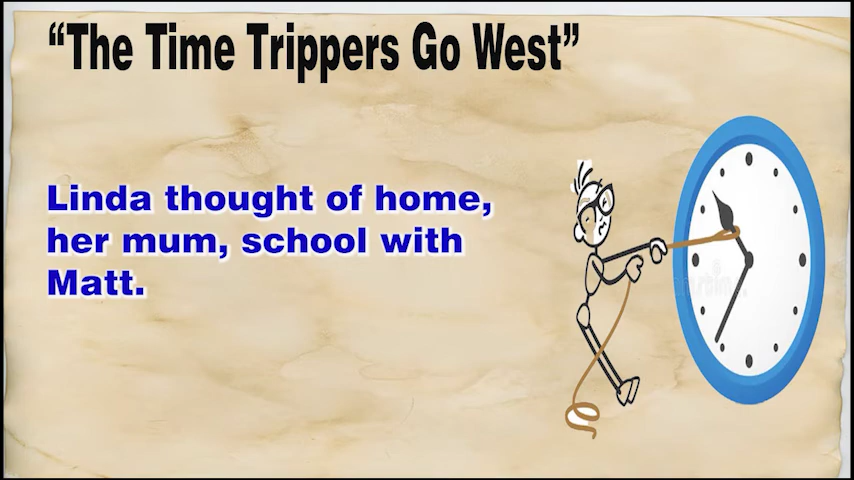 “The Time Trippers Go West”
Linda thought of home,
her mum, school with
Matt.